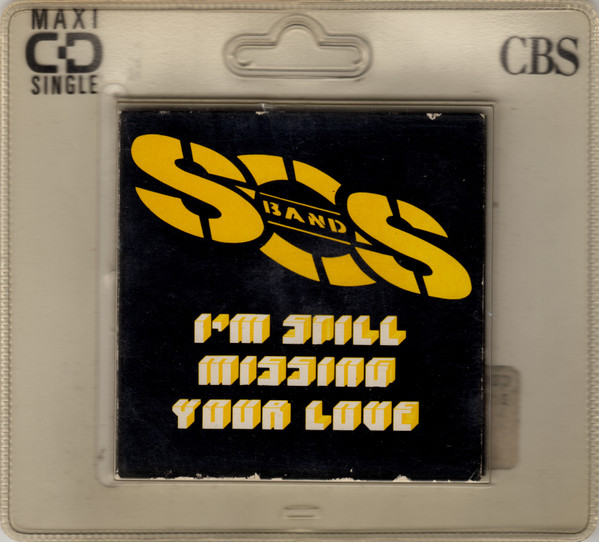 MAXI
CD
SINGLE
CBS
SOS
BAND
I'M STILL
MISSING
YOUR LOVE